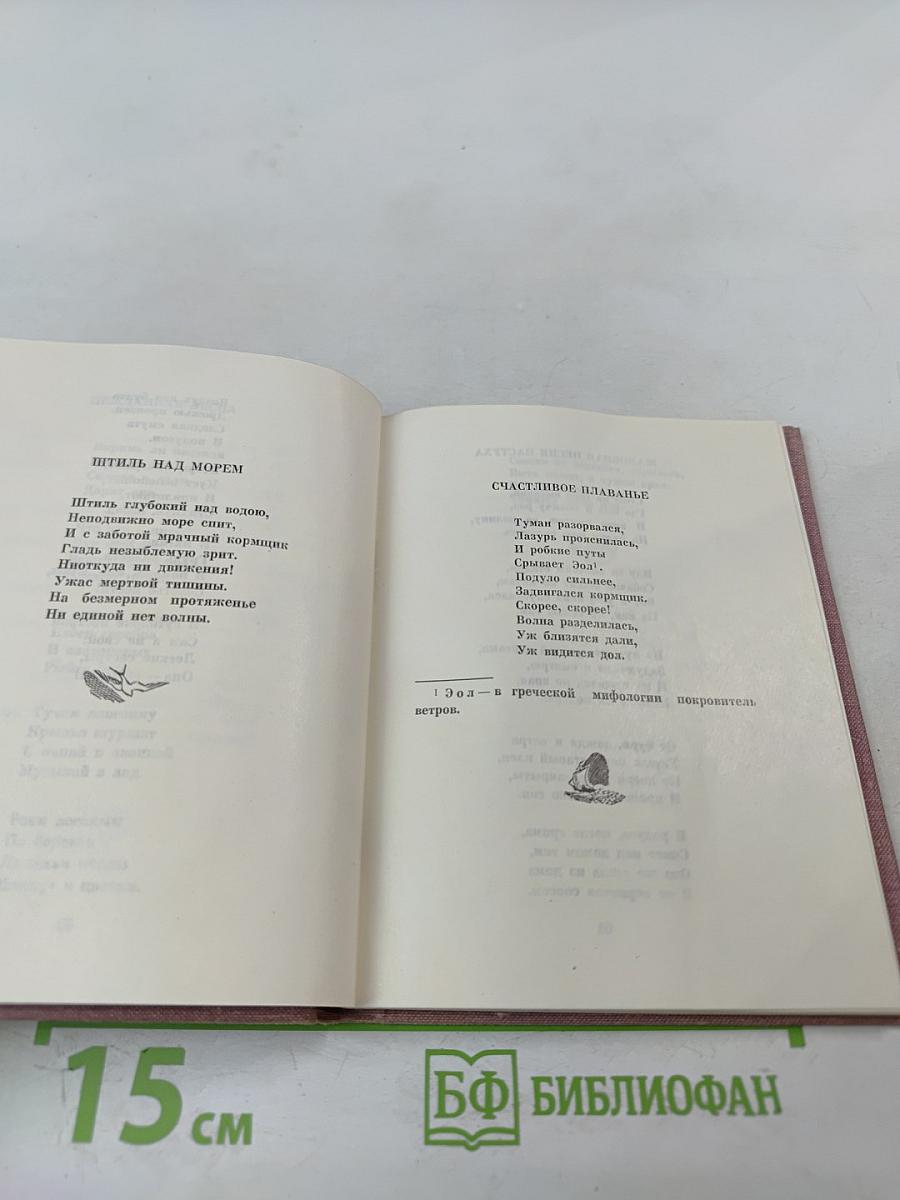 ШТИЛЬ НАД МОРЕМ
Штиль глубокий над водою,
Неподвижно море спит,
И с заботой мрачный кормщик
Гладь незыблемую зрит.
Ниоткуда ни движения!
Ужас мертвой тишины.
На безмерном протяженье
Ни единой нет волны.
СЧАСТЛИВОЕ ПЛАВАНЬЕ
Туман разорвался,
Лазурь прояснилась,
И робкие путы
Срывает Эол¹.
Подуло сильнее,
Задвигался кормщик.
Скорее, скорее!
Волна разделилась,
Уж близятся дали,
Уж видится дол.
¹ Эол — в греческой мифологии покровитель
ветров.
15 см
БФ БИБЛИОФАН